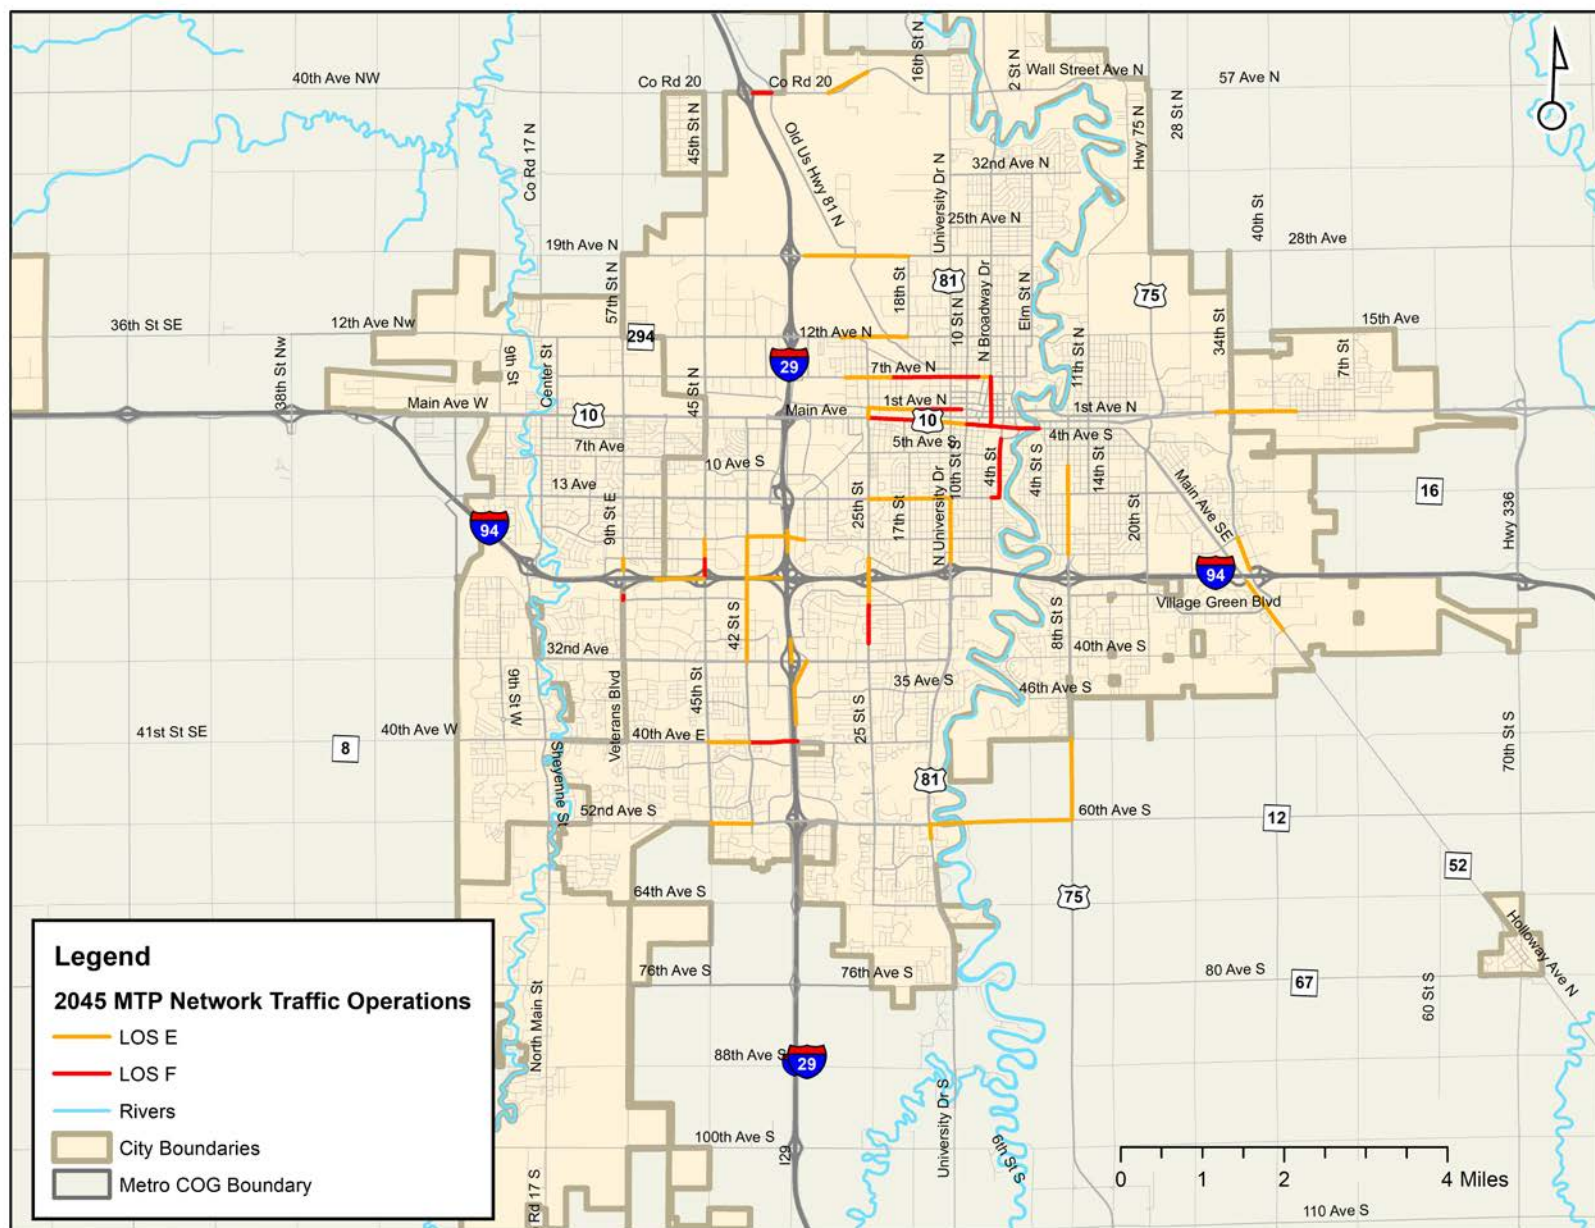 16th St N
2 St N
Wall Street Ave N
57 Ave N
40th Ave NW
Co Rd 20
Co Rd 20
45th St N
Co Rd 17 N
Old Us Hwy 81 N
Hwy 75 N
28 St N
32nd Ave N
University Dr N
25th Ave N
40th St
28th Ave
19th Ave N
57th St N
18th St
81
N Broadway Dr
Elm St N
75
10 St N
34th St
36th St SE
12th Ave Nw
294
12th Ave N
15th Ave
38th St Nw
9th St
Center St
29
7th Ave N
11th St N
7th St
45 St N
Main Ave W
10
Main Ave
1st Ave N
10
1st Ave N
5th Ave S
4th Ave S
7th Ave
10 Ave S
13 Ave
9th St E
25th St
17th St
N University Dr
10th St S
4th St
4th St S
14th St
20th St
Main Ave SE
16
Hwy 336
94
94
Village Green Blvd
42 St S
8th St S
32nd Ave
40th Ave S
9th St W
Veterans Blvd
45th St
35 Ave S
46th Ave S
25 St S
41st St SE
8
40th Ave W
40th Ave E
Sheyenne St
81
70th St S
52nd Ave S
60th Ave S
12
52
64th Ave S
75
Holloway Ave N
76th Ave S
76th Ave S
80 Ave S
67
60 St S
North Main St
88th Ave S
29
University Dr S
6th St S
100th Ave S
I29
Rd 17 S
110 Ave S
Legend
2045 MTP Network Traffic Operations
LOS E
LOS F
Rivers
City Boundaries
Metro COG Boundary
0 1 2 4 Miles